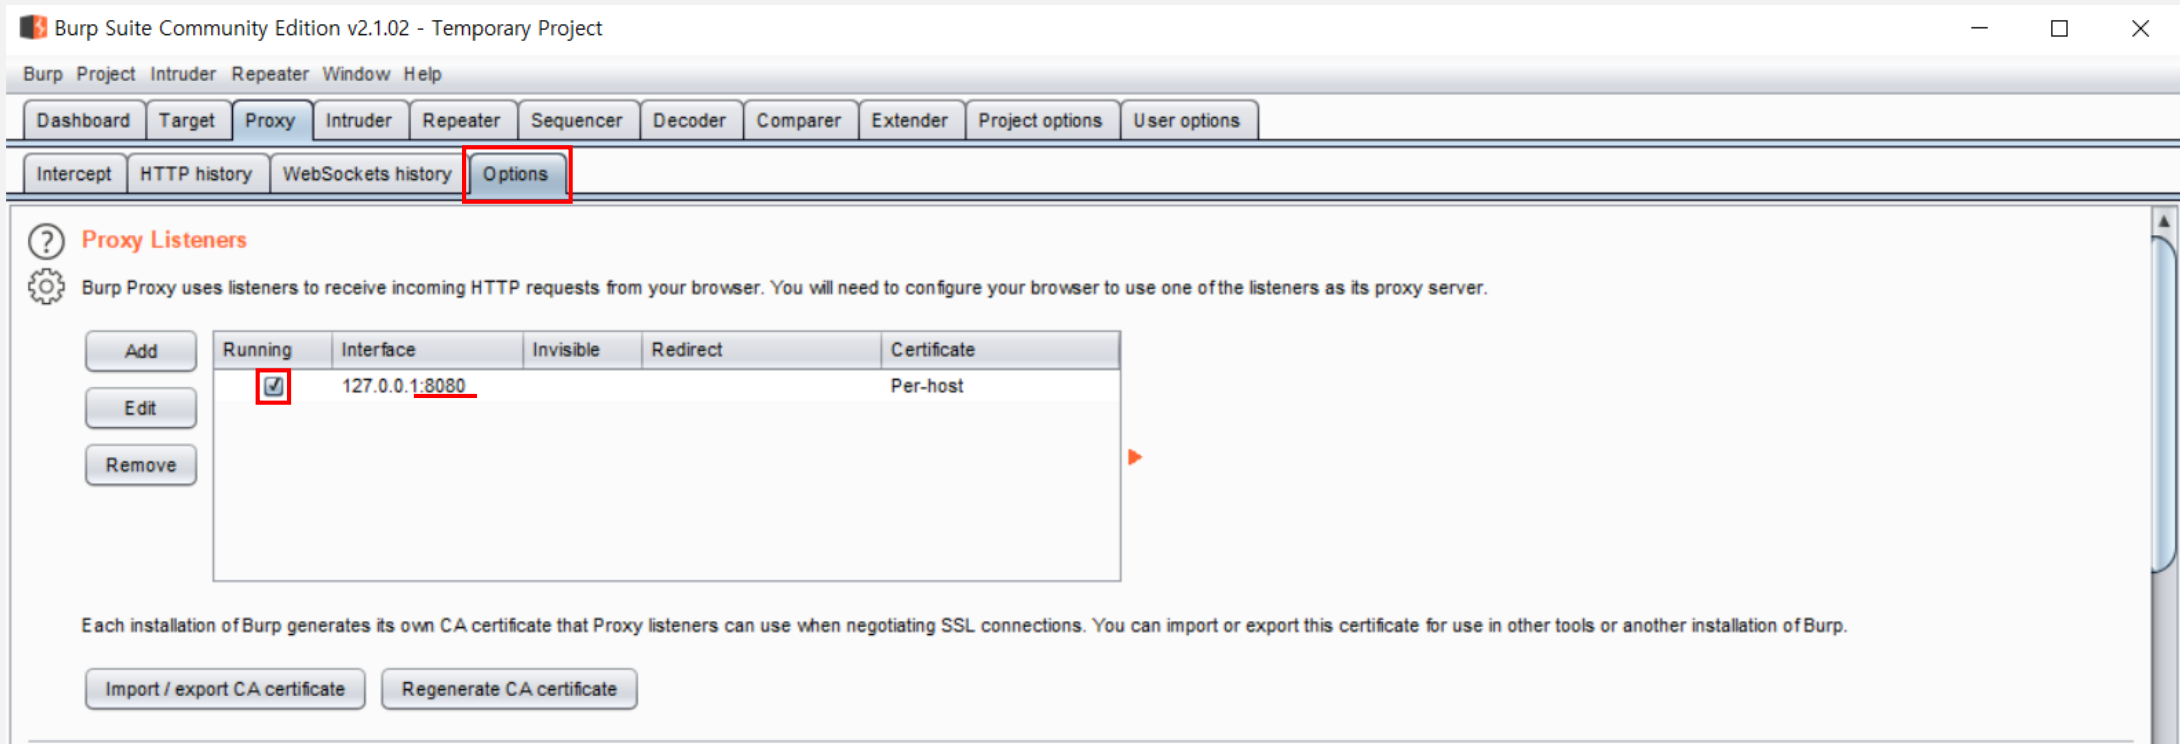 Burp Suite Community Edition v2.1.02 - Temporary Project
Burp Project Intruder Repeater Window Help
Dashboard Target Proxy Intruder Repeater Sequencer Decoder Comparer Extender Project options User options
Intercept HTTP history WebSockets history Options
Proxy Listeners
Burp Proxy uses listeners to receive incoming HTTP requests from your browser. You will need to configure your browser to use one of the listeners as its proxy server.
Add Running Interface Invisible Redirect Certificate
127.0.0.1:8080 Per-host
Edit
Remove
Each installation of Burp generates its own CA certificate that Proxy listeners can use when negotiating SSL connections. You can import or export this certificate for use in other tools or another installation of Burp.
Import / export CA certificate Regenerate CA certificate